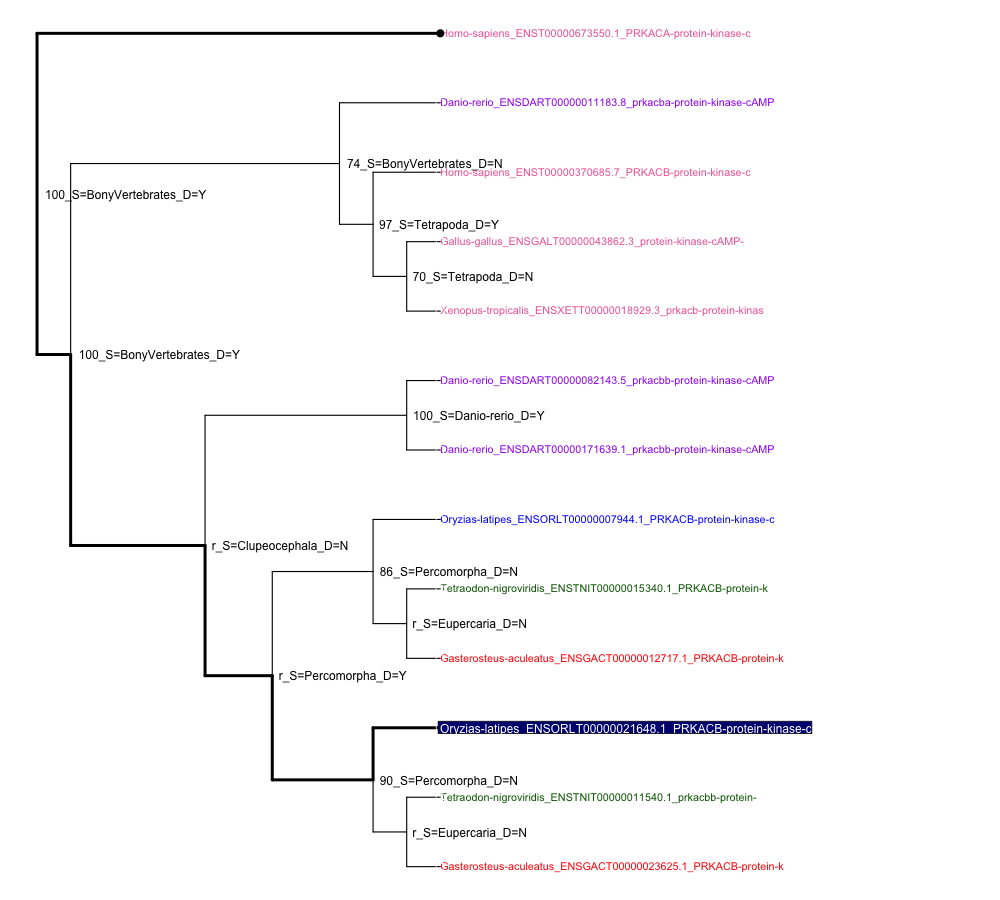 Homo-sapiens_ENST00000673550.1_PRKACA-protein-kinase-c
Danio-rerio_ENSDART00000011183.8_prkacba-protein-kinase-cAMP
74_S=BonyVertebrates_D=N
Homo-sapiens_ENST00000370685.7_PRKACB-protein-kinase-c
100_S=BonyVertebrates_D=Y
97_S=Tetrapoda_D=Y
Gallus-gallus_ENSGALT00000043862.3_protein-kinase-cAMP-
70_S=Tetrapoda_D=N
Xenopus-tropicalis_ENSXETT00000018929.3_prkacb-protein-kinas
100_S=BonyVertebrates_D=Y
Danio-rerio_ENSDART00000082143.5_prkacbb-protein-kinase-cAMP
100_S=Danio-rerio_D=Y
Danio-rerio_ENSDART00000171639.1_prkacbb-protein-kinase-cAMP
Oryzias-latipes_ENSORLT00000007944.1_PRKACB-protein-kinase-c
r_S=Clupeocephala_D=N
86_S=Percomorpha_D=N
Tetraodon-nigroviridis_ENSTNIT00000015340.1_PRKACB-protein-k
r_S=Eupercaria_D=N
Gasterosteus-aculeatus_ENSGACT00000012717.1_PRKACB-protein-k
r_S=Percomorpha_D=Y
Oryzias-latipes_ENSORLT00000021648.1_PRKACB-protein-kinase-c
90_S=Percomorpha_D=N
Tetraodon-nigroviridis_ENSTNIT00000011540.1_prkacbb-protein-
r_S=Eupercaria_D=N
Gasterosteus-aculeatus_ENSGACT00000023625.1_PRKACB-protein-k